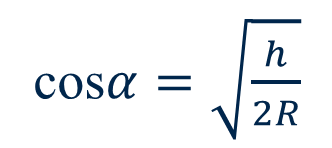 cosα = √(h/2R)